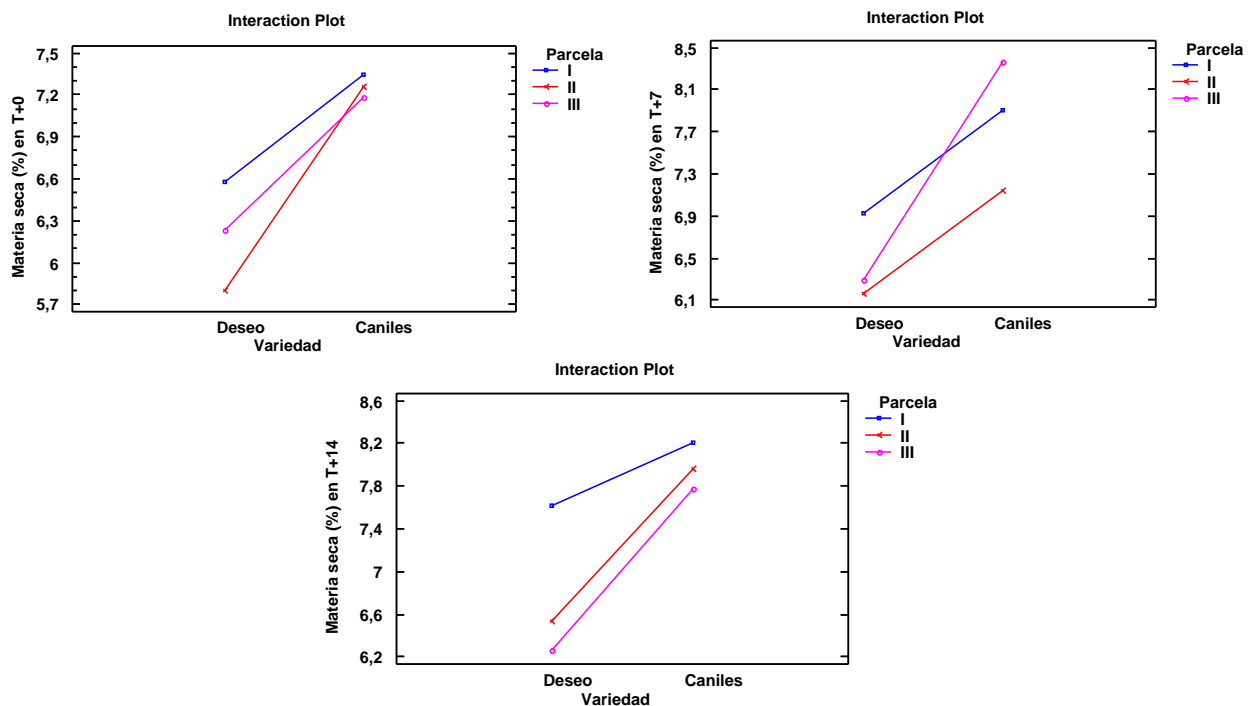 Interaction Plot
Materia seca (%) en T+0
7,5
7,2
6,9
6,6
6,3
6
5,7
Deseo Caniles
Variedad
Parcela
I
II
III
Interaction Plot
Materia seca (%) en T+7
8,5
8,1
7,7
7,3
6,9
6,5
6,1
Deseo Caniles
Variedad
Parcela
I
II
III
Interaction Plot
Materia seca (%) en T+14
8,6
8,2
7,8
7,4
7
6,6
6,2
Deseo Caniles
Variedad
Parcela
I
II
III